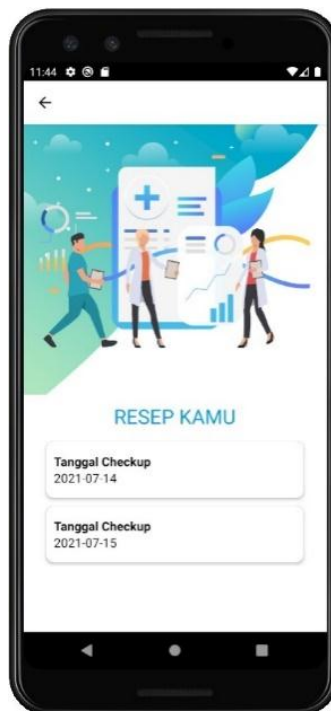 11:44
RESEP KAMU
Tanggal Checkup
2021-07-14
Tanggal Checkup
2021-07-15